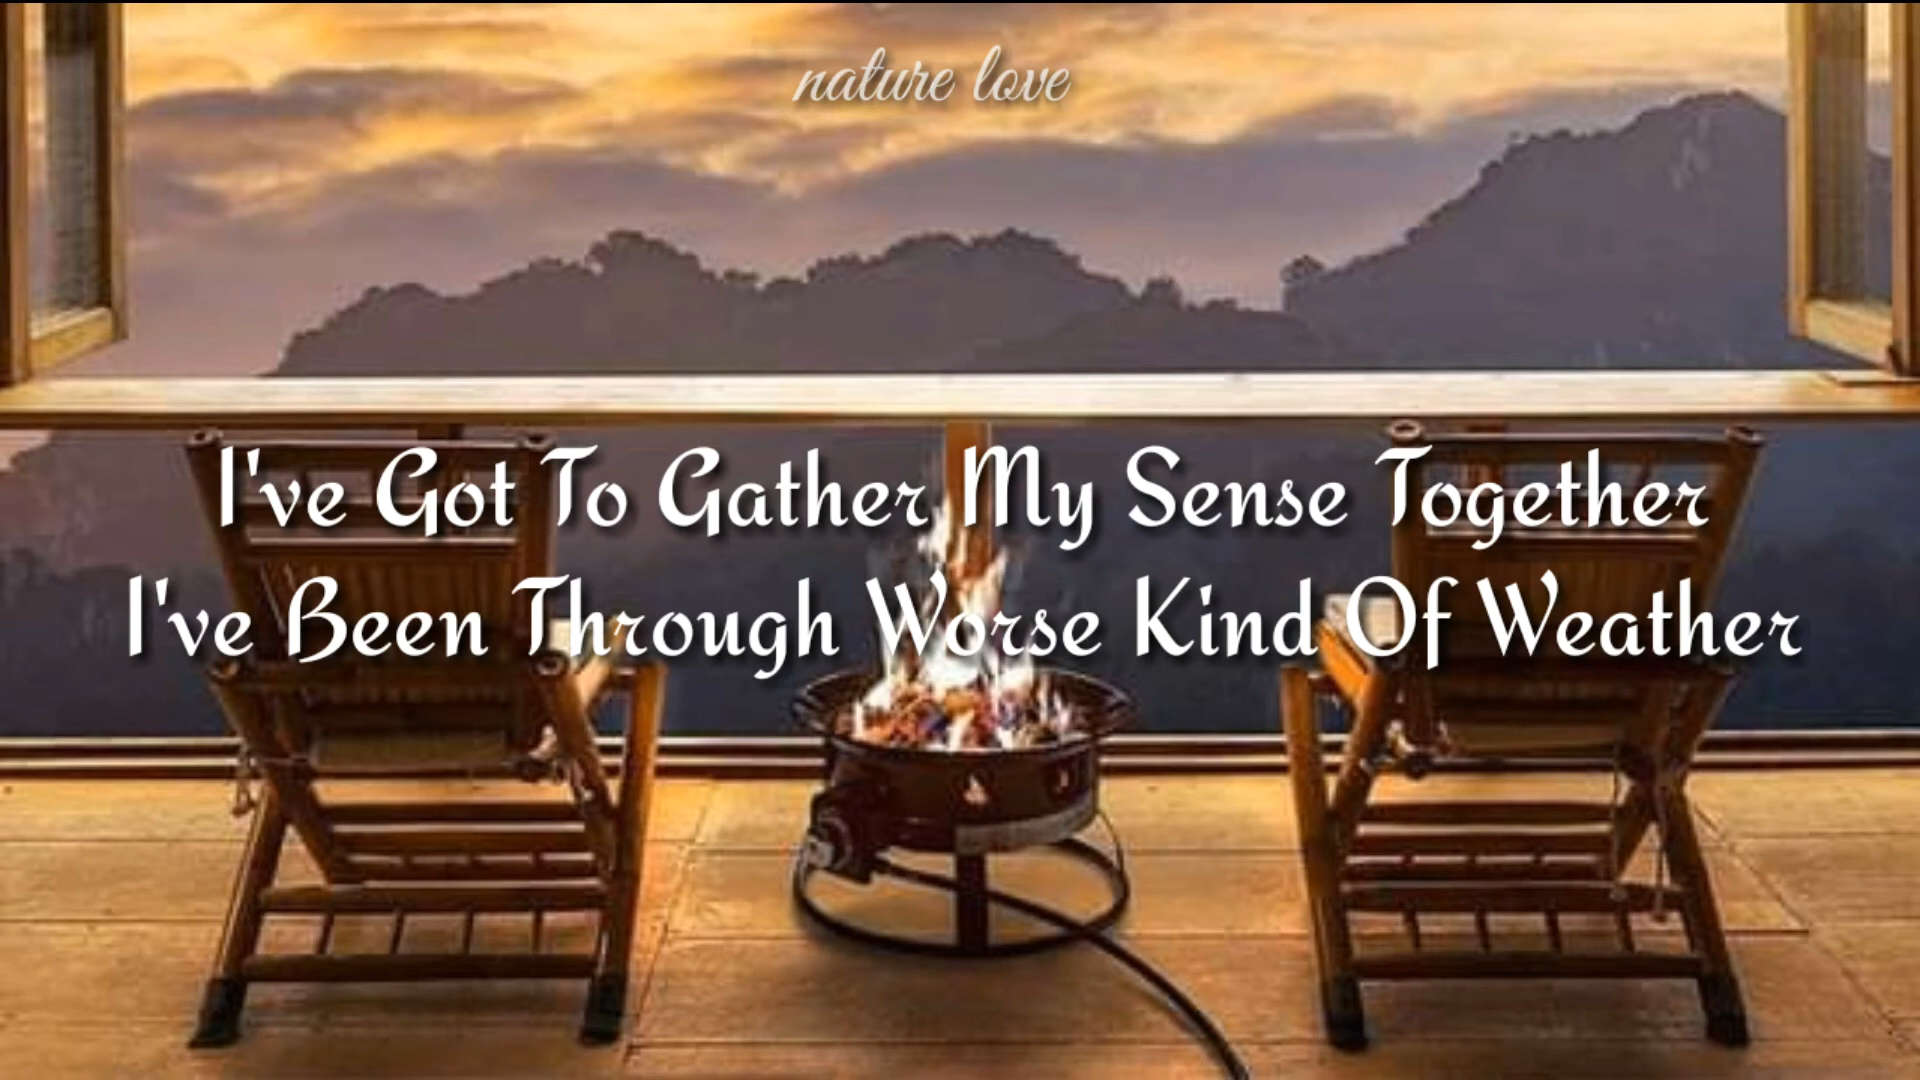 nature love
I've Got To Gather My Sense Together
I've Been Through Worse Kind Of Weather